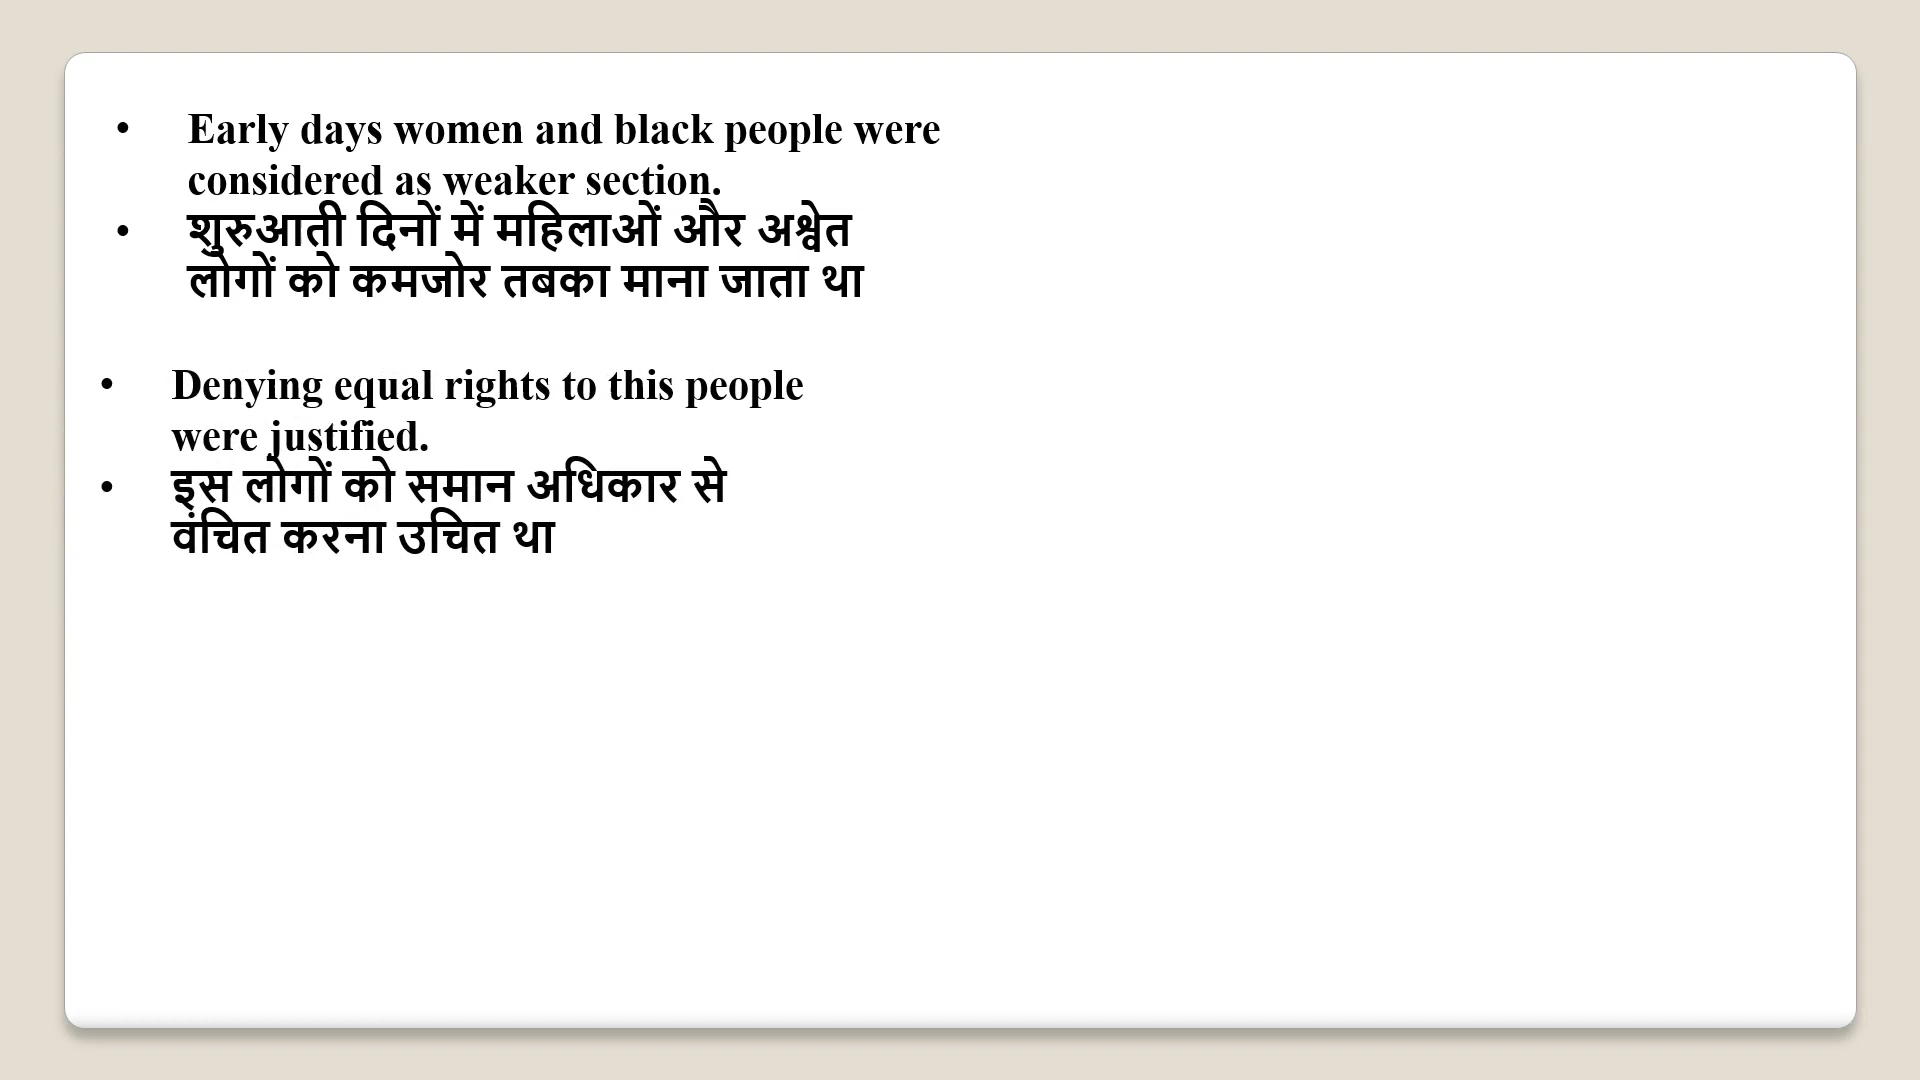 • Early days women and black people were
considered as weaker section.
• शुरुआती दिनों में महिलाओं और अश्वेत
लोगों को कमजोर तबका माना जाता था
• Denying equal rights to this people
were justified.
• इस लोगों को समान अधिकार से
वंचित करना उचित था